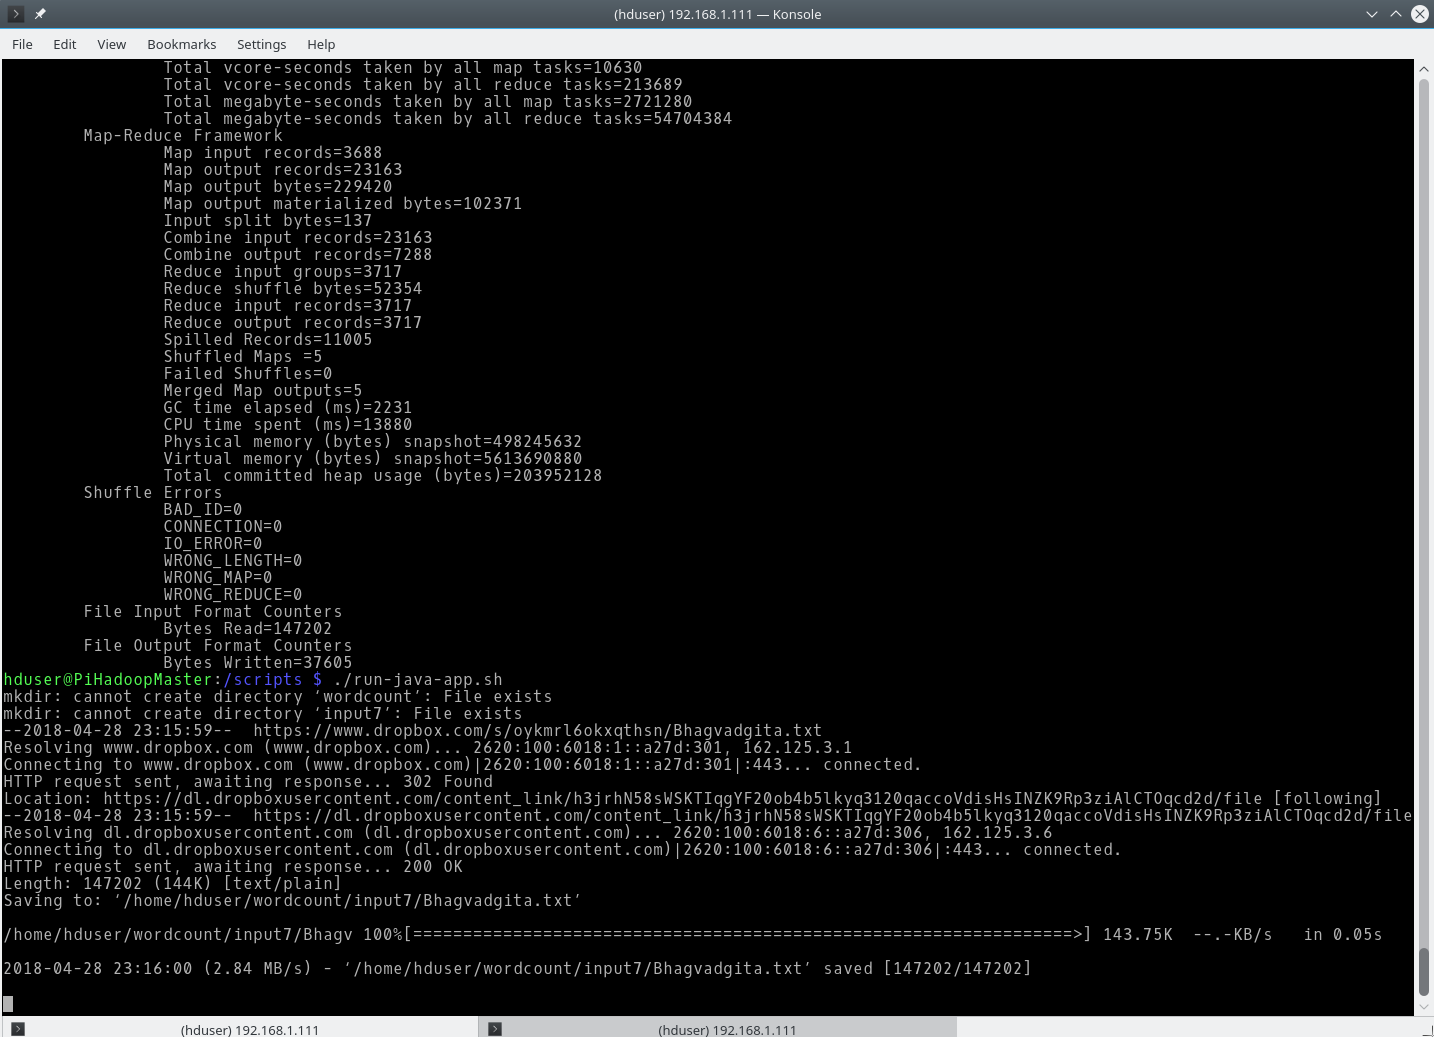 (hduser) 192.168.1.111 — Konsole
File Edit View Bookmarks Settings Help
Total vcore-seconds taken by all map tasks=10630
Total vcore-seconds taken by all reduce tasks=213689
Total megabyte-seconds taken by all map tasks=2721280
Total megabyte-seconds taken by all reduce tasks=54704384
Map-Reduce Framework
Map input records=3688
Map output records=23163
Map output bytes=229420
Map output materialized bytes=102371
Input split bytes=137
Combine input records=23163
Combine output records=7288
Reduce input groups=3717
Reduce shuffle bytes=52354
Reduce input records=3717
Reduce output records=3717
Spilled Records=11005
Shuffled Maps =5
Failed Shuffles=0
Merged Map outputs=5
GC time elapsed (ms)=2231
CPU time spent (ms)=13880
Physical memory (bytes) snapshot=498245632
Virtual memory (bytes) snapshot=5613690880
Total committed heap usage (bytes)=203952128
Shuffle Errors
BAD_ID=0
CONNECTION=0
IO_ERROR=0
WRONG_LENGTH=0
WRONG_MAP=0
WRONG_REDUCE=0
File Input Format Counters
Bytes Read=147202
File Output Format Counters
Bytes Written=37605
hduser@PiHadoopMaster:/scripts $ ./run-java-app.sh
mkdir: cannot create directory ‘wordcount’: File exists
mkdir: cannot create directory ‘input7’: File exists
--2018-04-28 23:15:59--  https://www.dropbox.com/s/oykmrl6okxqthsn/Bhagvadgita.txt
Resolving www.dropbox.com (www.dropbox.com)... 2620:100:6018:1::a27d:301, 162.125.3.1
Connecting to www.dropbox.com (www.dropbox.com)|2620:100:6018:1::a27d:301|:443... connected.
HTTP request sent, awaiting response... 302 Found
Location: https://dl.dropboxusercontent.com/content_link/h3jrhN58sWSKTIqgYF20ob4b5lkyq3120qaccoVdisHsINZK9Rp3ziAlCTOqcd2d/file [following]
--2018-04-28 23:15:59--  https://dl.dropboxusercontent.com/content_link/h3jrhN58sWSKTIqgYF20ob4b5lkyq3120qaccoVdisHsINZK9Rp3ziAlCTOqcd2d/file
Resolving dl.dropboxusercontent.com (dl.dropboxusercontent.com)... 2620:100:6018:6::a27d:306, 162.125.3.6
Connecting to dl.dropboxusercontent.com (dl.dropboxusercontent.com)|2620:100:6018:6::a27d:306|:443... connected.
HTTP request sent, awaiting response... 200 OK
Length: 147202 (144K) [text/plain]
Saving to: ‘/home/hduser/wordcount/input7/Bhagvadgita.txt’
/home/hduser/wordcount/input7/Bhagv 100%[==================================================================>] 143.75K  --.-KB/s   in 0.05s
2018-04-28 23:16:00 (2.84 MB/s) - ‘/home/hduser/wordcount/input7/Bhagvadgita.txt’ saved [147202/147202]
(hduser) 192.168.1.111 (hduser) 192.168.1.111